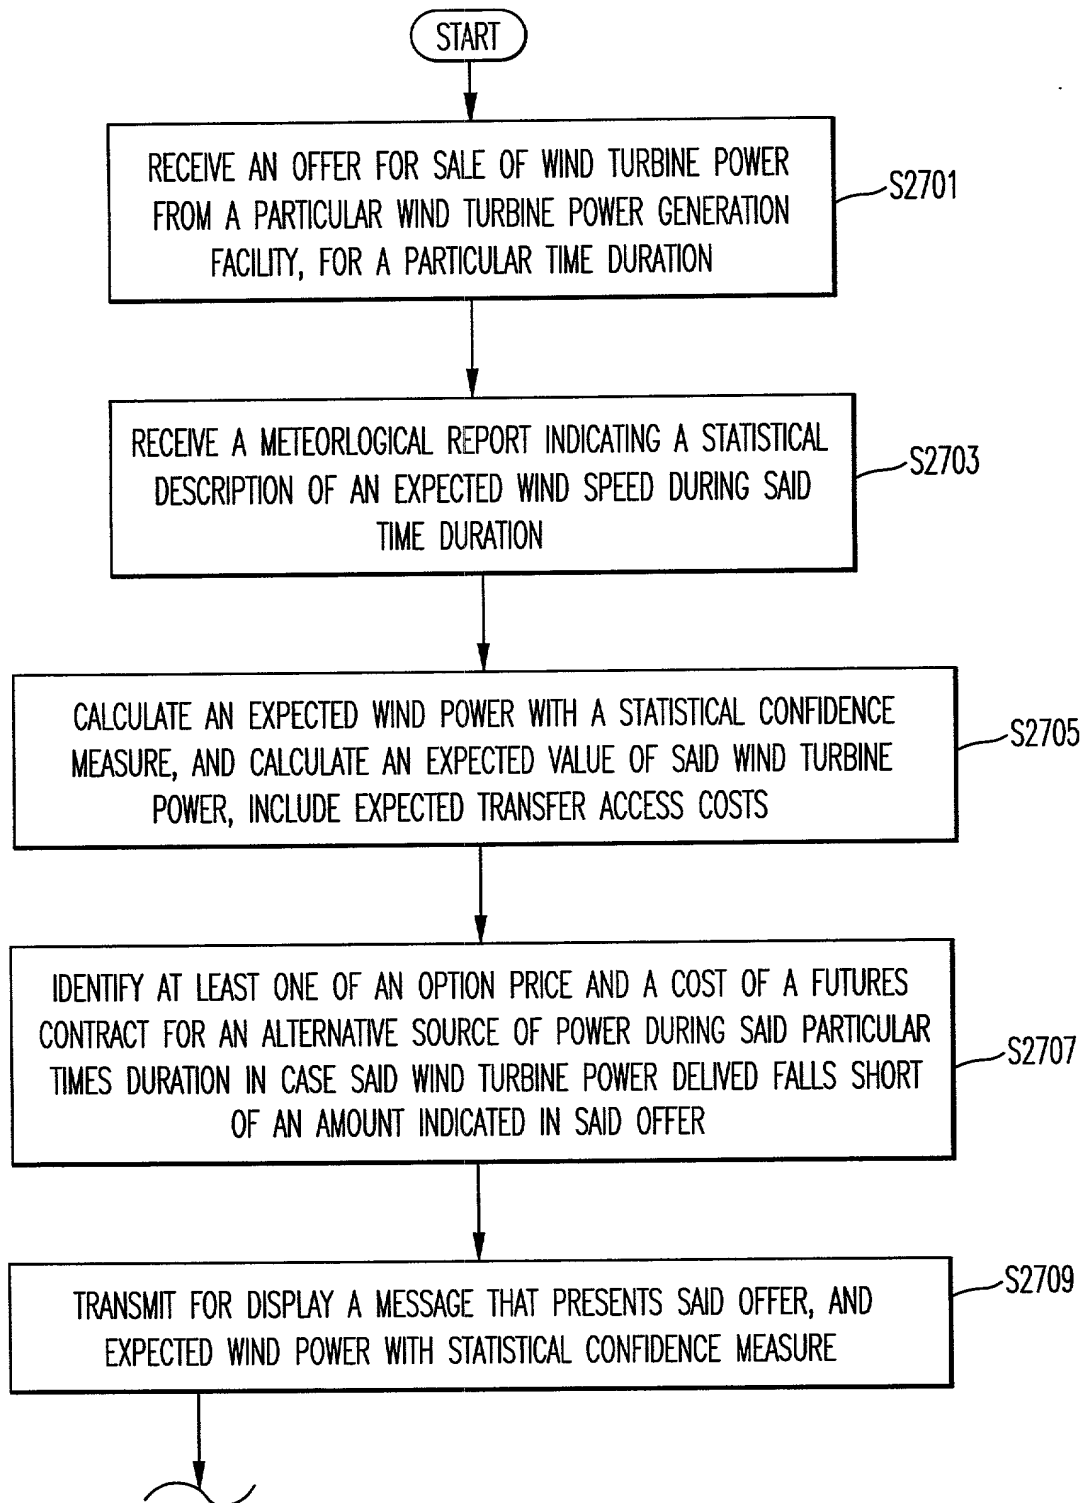 START
RECEIVE AN OFFER FOR SALE OF WIND TURBINE POWER
FROM A PARTICULAR WIND TURBINE POWER GENERATION
FACILITY, FOR A PARTICULAR TIME DURATION
S2701
RECEIVE A METEORLOGICAL REPORT INDICATING A STATISTICAL
DESCRIPTION OF AN EXPECTED WIND SPEED DURING SAID
TIME DURATION
S2703
CALCULATE AN EXPECTED WIND POWER WITH A STATISTICAL CONFIDENCE
MEASURE, AND CALCULATE AN EXPECTED VALUE OF SAID WIND TURBINE
POWER, INCLUDE EXPECTED TRANSFER ACCESS COSTS
S2705
IDENTIFY AT LEAST ONE OF AN OPTION PRICE AND A COST OF A FUTURES
CONTRACT FOR AN ALTERNATIVE SOURCE OF POWER DURING SAID PARTICULAR
TIMES DURATION IN CASE SAID WIND TURBINE POWER DELIVED FALLS SHORT
OF AN AMOUNT INDICATED IN SAID OFFER
S2707
TRANSMIT FOR DISPLAY A MESSAGE THAT PRESENTS SAID OFFER, AND
EXPECTED WIND POWER WITH STATISTICAL CONFIDENCE MEASURE
S2709